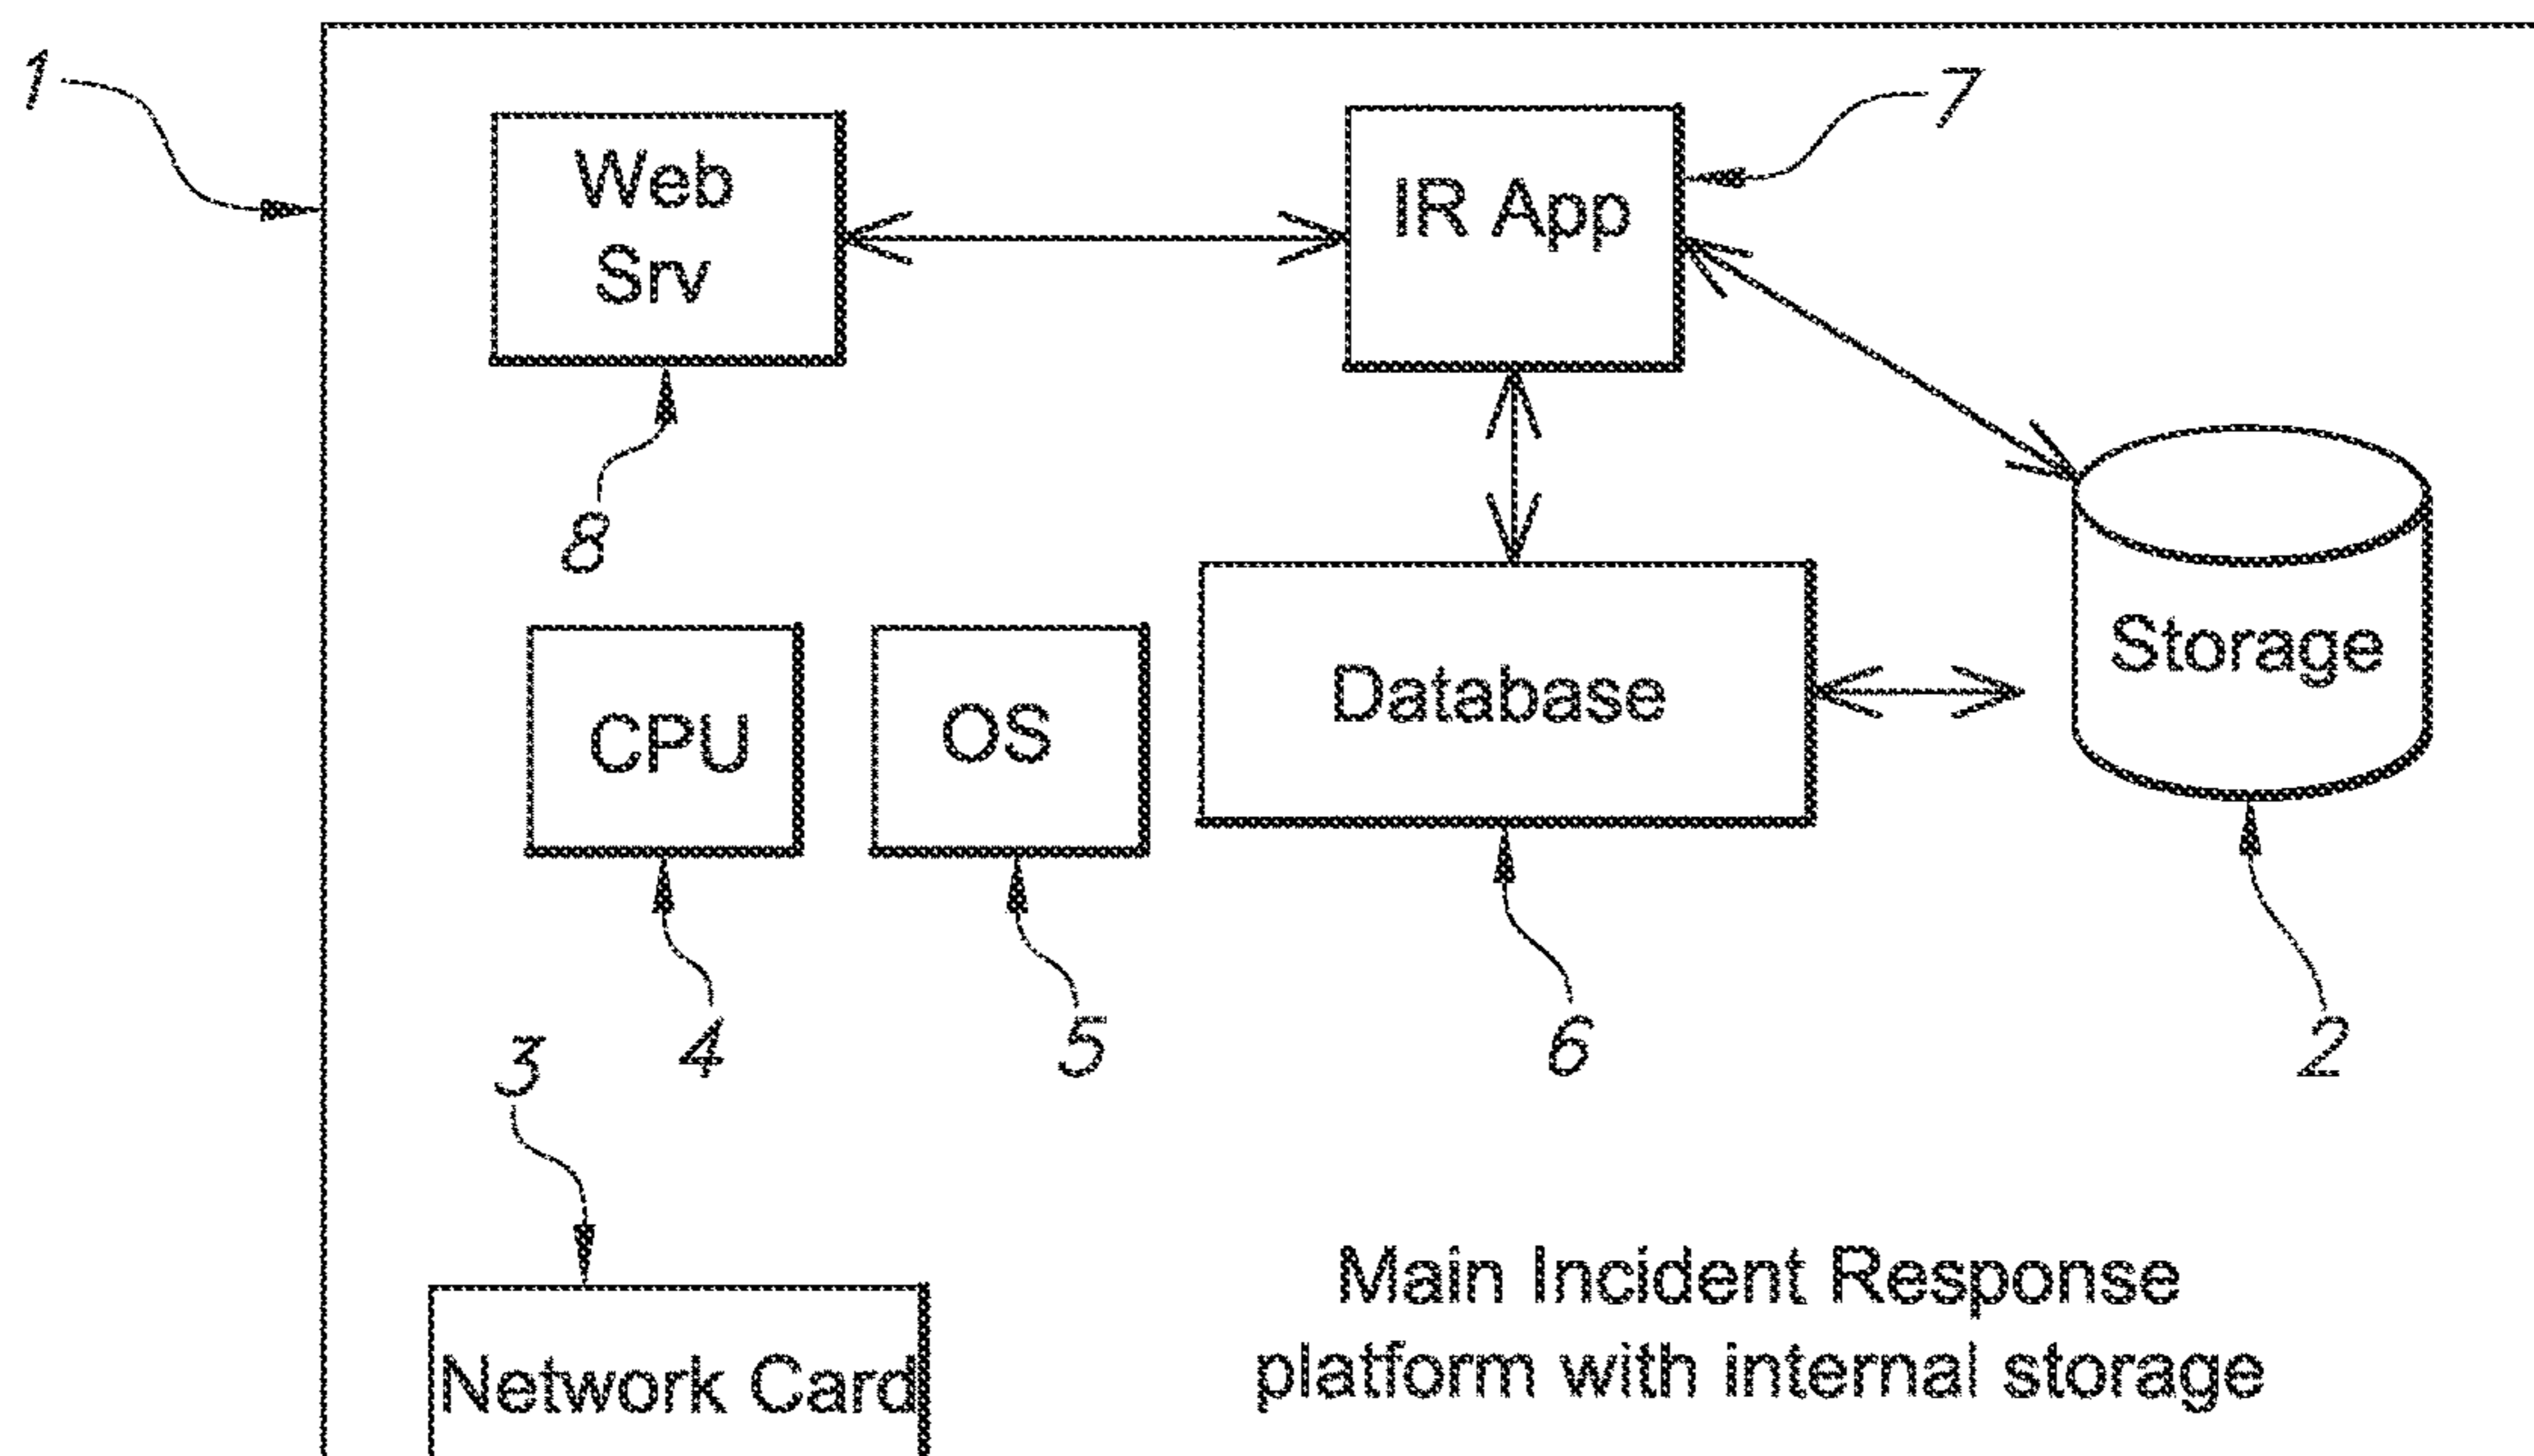 1
7
Web
Srv
IR App
8
Storage
Database
CPU
OS
3
4
5
6
2
Main Incident Response
platform with internal storage
Network Card